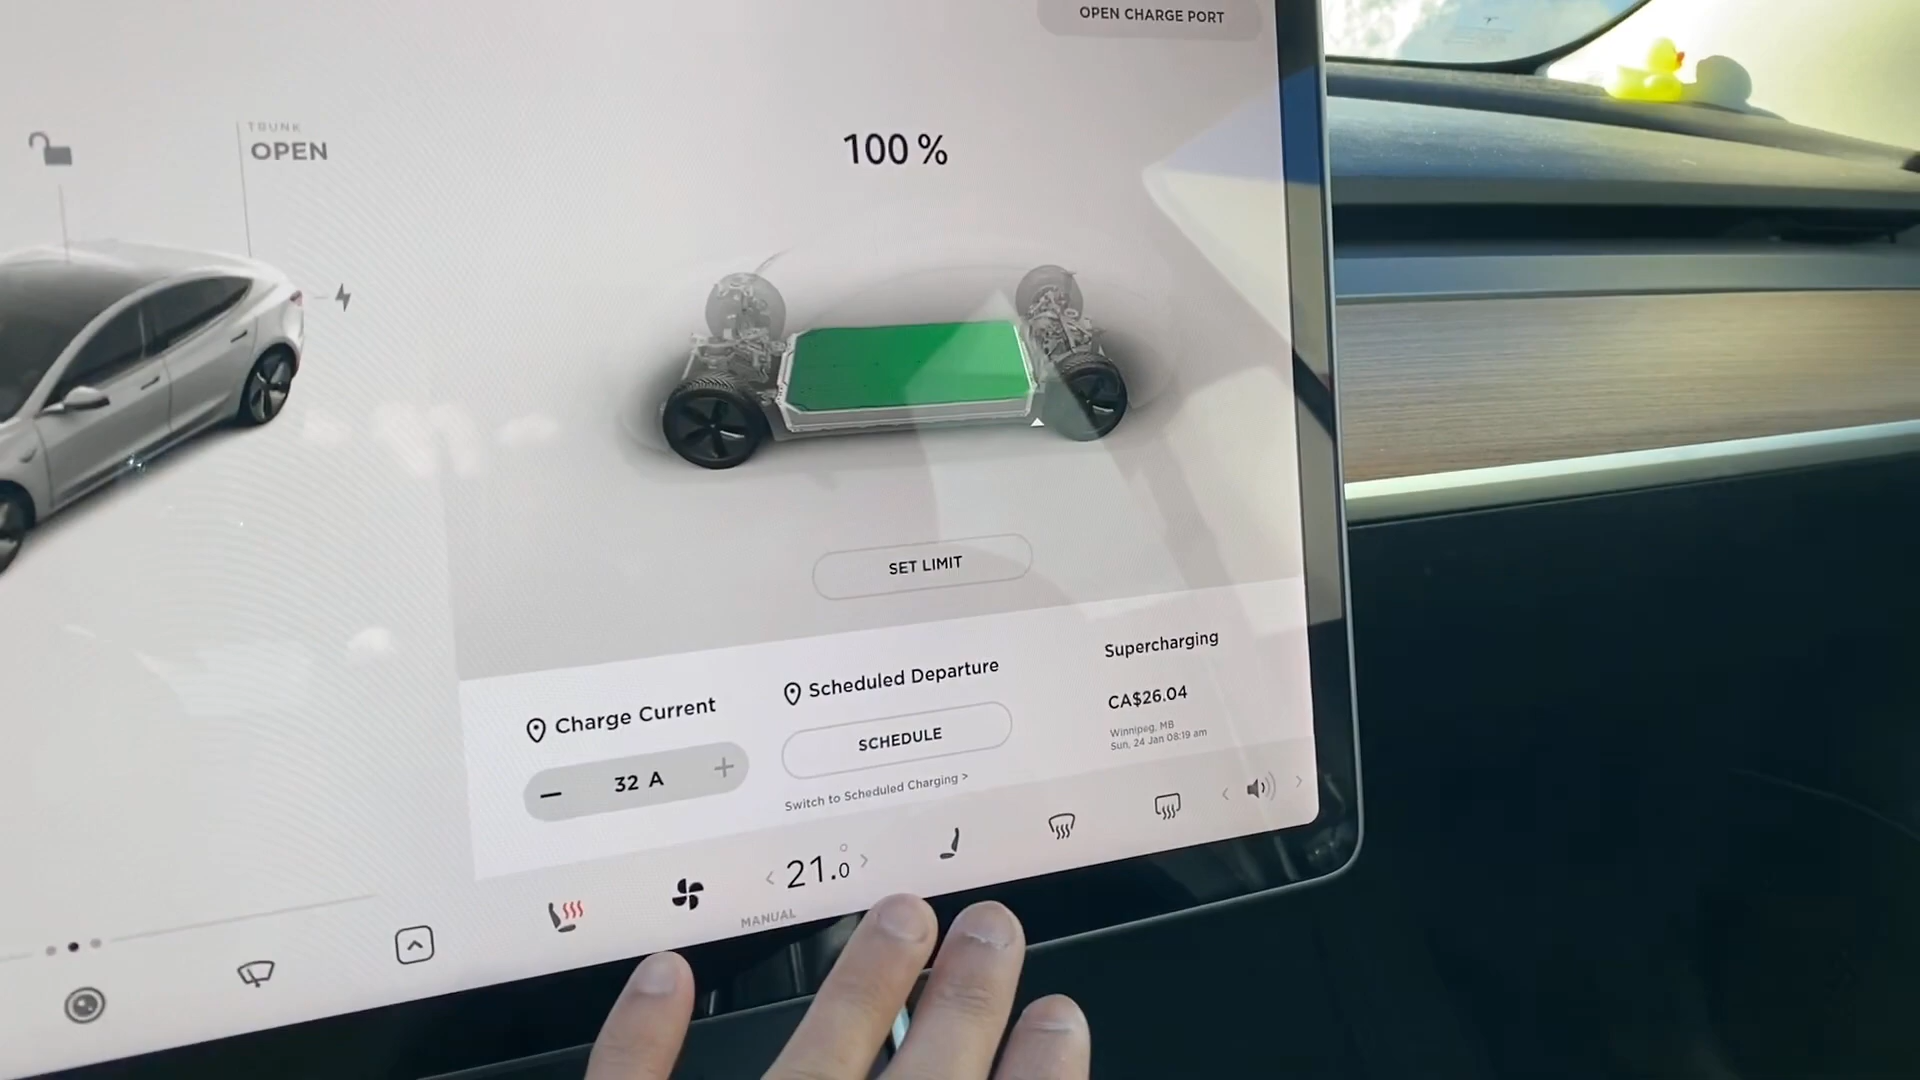 OPEN CHARGE PORT
TRUNK
OPEN
100 %
SET LIMIT
Charge Current
32 A
Scheduled Departure
SCHEDULE
Switch to Scheduled Charging >
Supercharging
CA$26.04
Winnipeg, MB
Sun, 24 Jan 08:19 am
21.0°
MANUAL